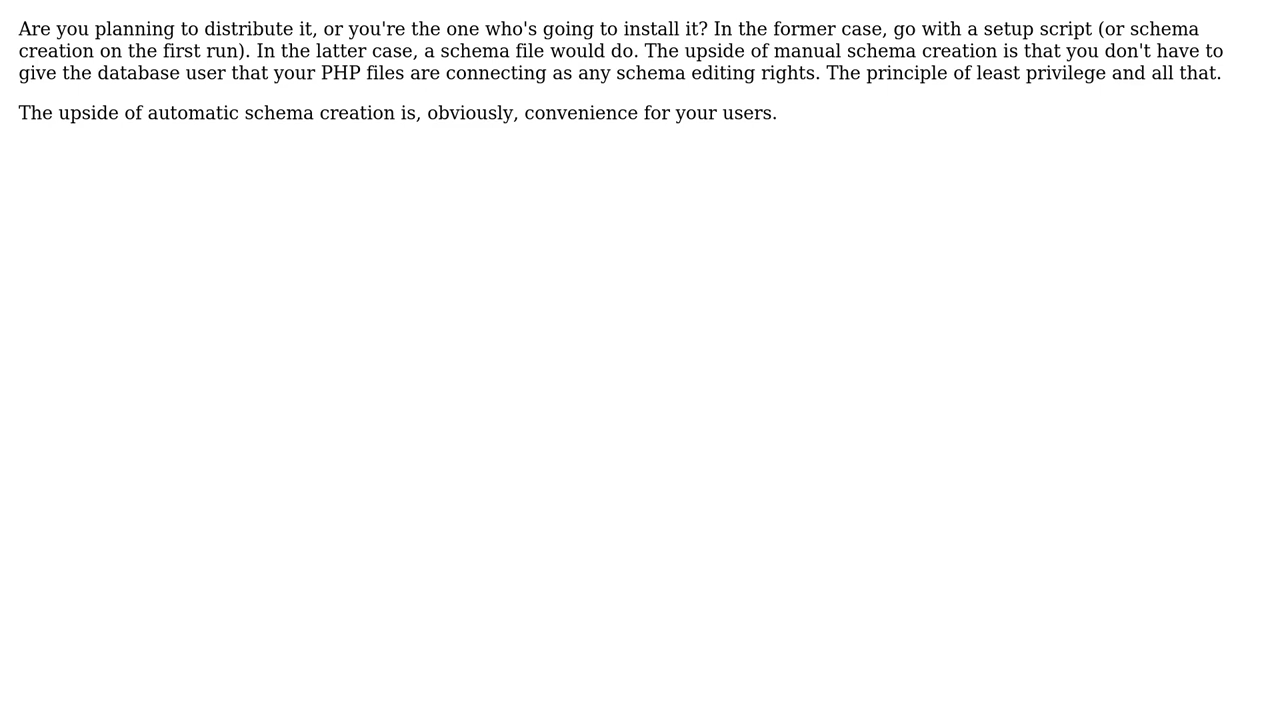 Are you planning to distribute it, or you're the one who's going to install it? In the former case, go with a setup script (or schema
creation on the first run). In the latter case, a schema file would do. The upside of manual schema creation is that you don't have to
give the database user that your PHP files are connecting as any schema editing rights. The principle of least privilege and all that.
The upside of automatic schema creation is, obviously, convenience for your users.